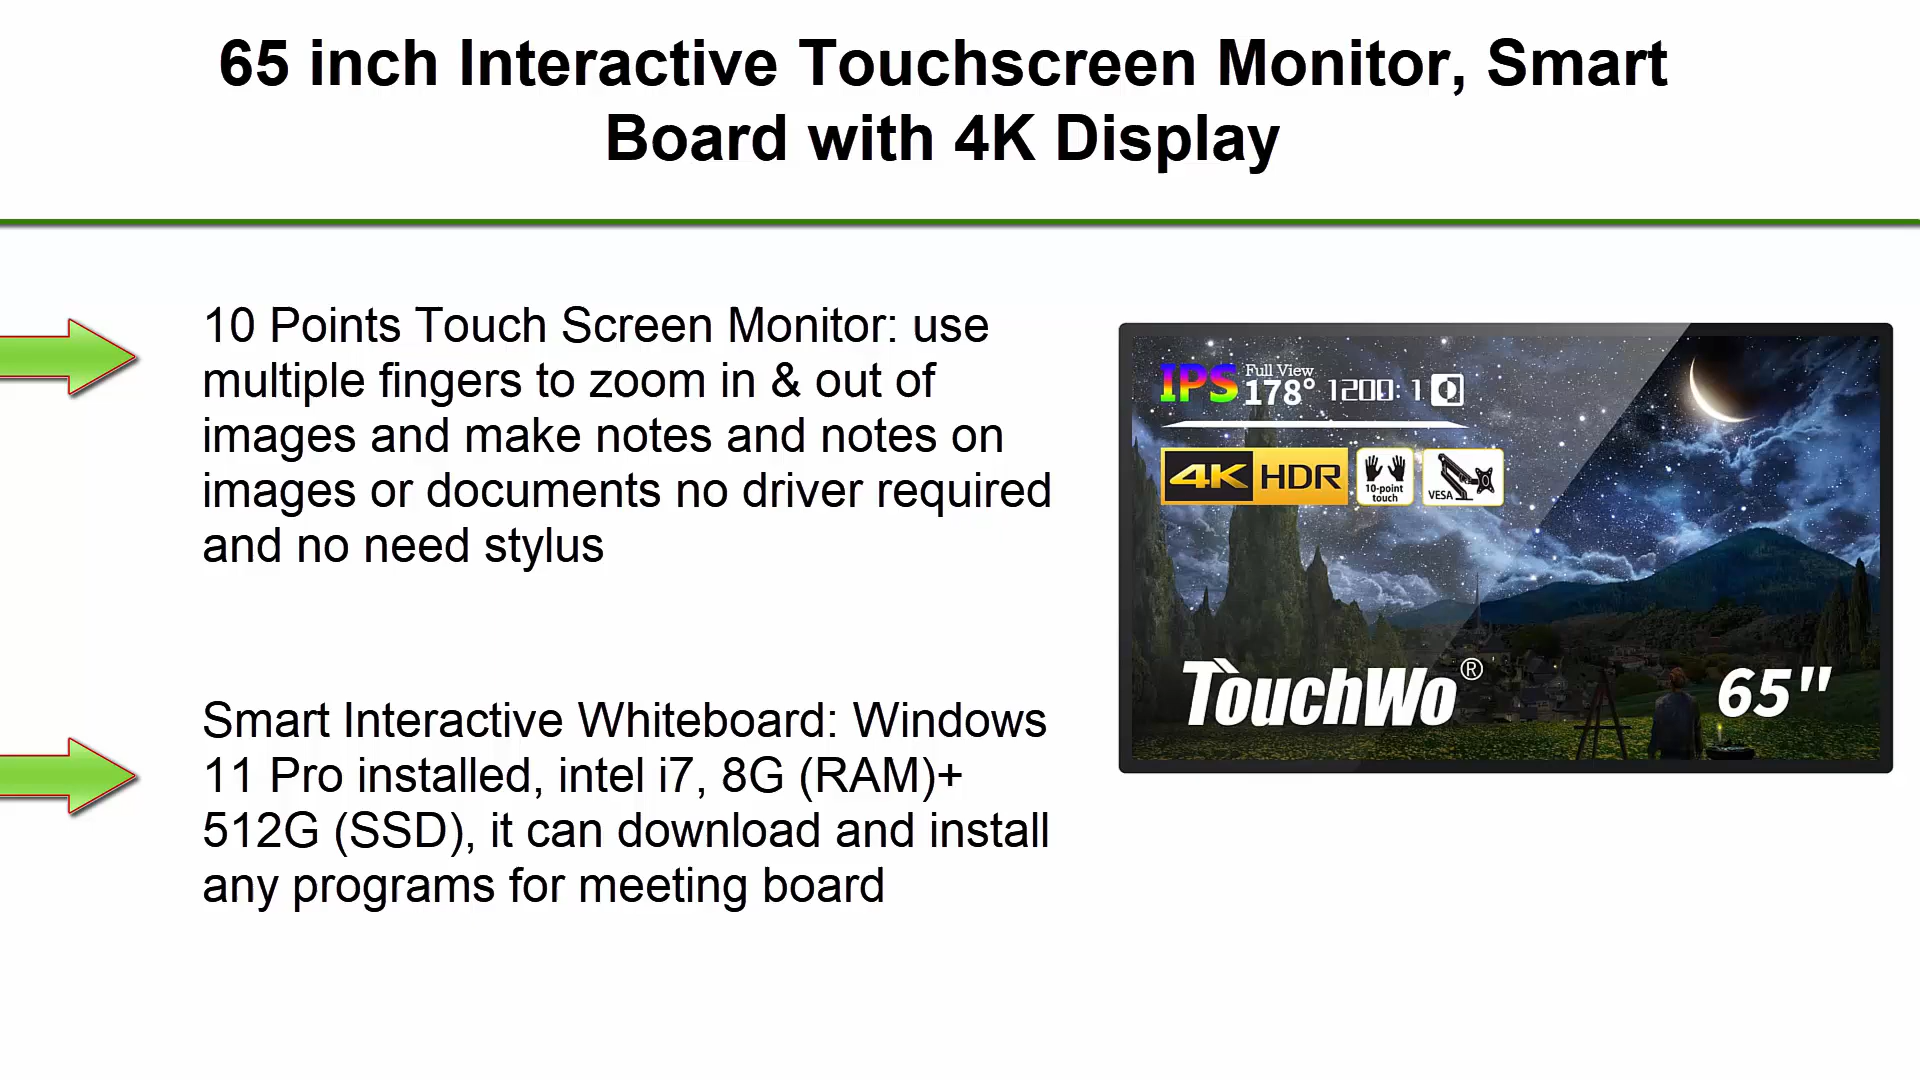 65 inch Interactive Touchscreen Monitor, Smart
Board with 4K Display
10 Points Touch Screen Monitor: use
multiple fingers to zoom in & out of
images and make notes and notes on
images or documents no driver required
and no need stylus
Smart Interactive Whiteboard: Windows
11 Pro installed, intel i7, 8G (RAM)+
512G (SSD), it can download and install
any programs for meeting board
IPS Full View 178° 1200:1
4K HDR
10-point
touch
VESA
TouchWo®
65"